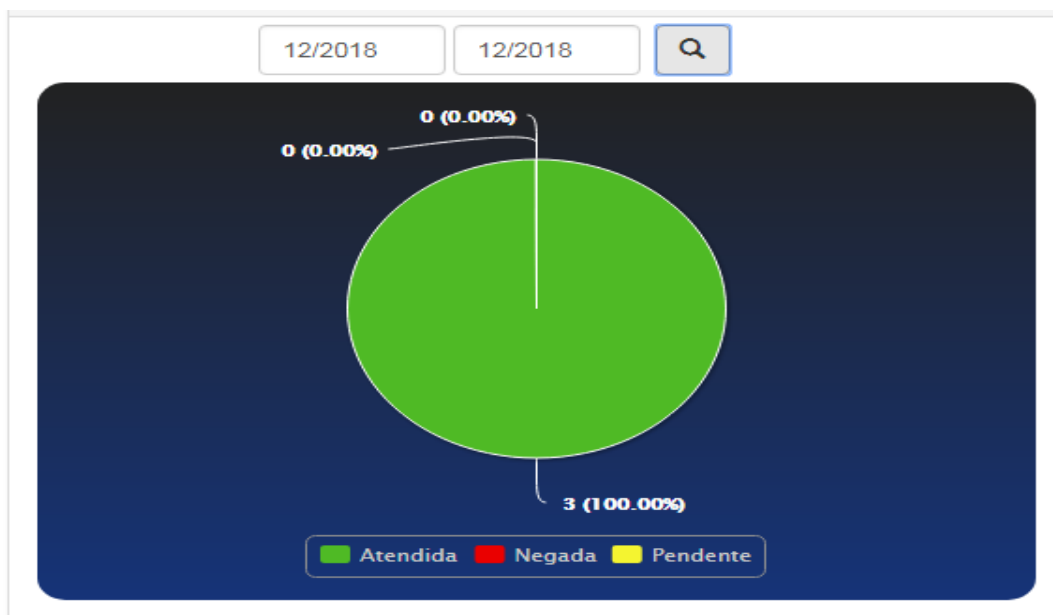 12/2018 12/2018
0 (0.00%)
0 (0.00%)
3 (100.00%)
Atendida Negada Pendente